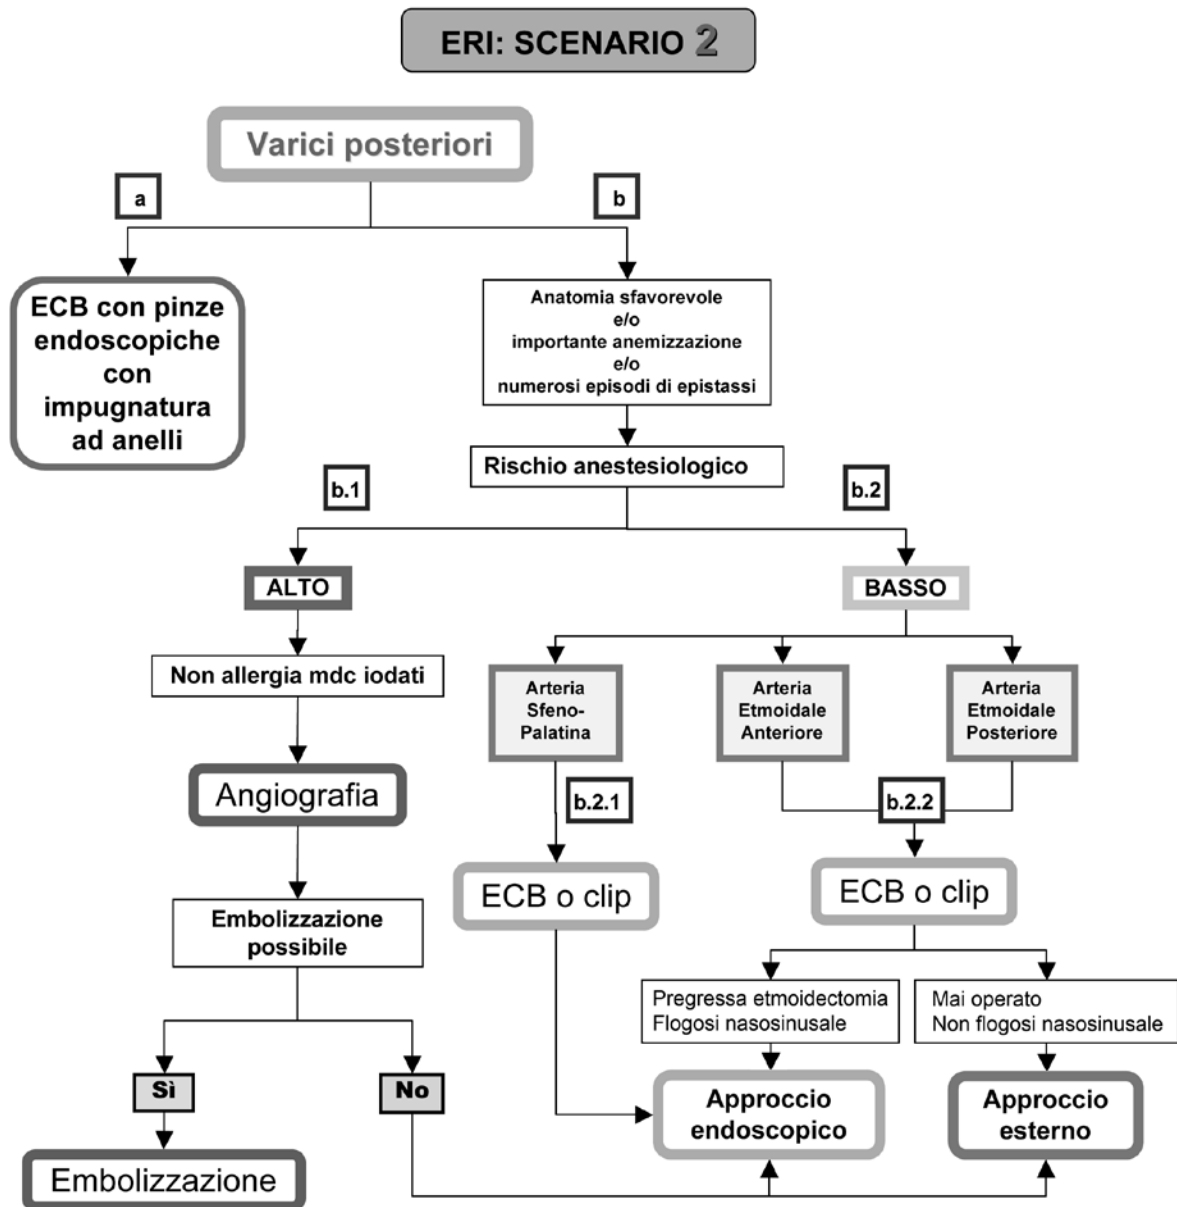 ERI: SCENARIO 2
Varici posteriori
a
b
ECB con pinze
endoscopiche
con
impugnatura
ad anelli
Anatomia sfavorevole
e/o
importante anemizzazione
e/o
numerosi episodi di epistassi
Rischio anestesiologico
b.1
b.2
ALTO
BASSO
Non allergia mdc iodati
Arteria
Sfeno-
Palatina
Arteria
Etmoidale
Anteriore
Arteria
Etmoidale
Posteriore
Angiografia
b.2.1
b.2.2
ECB o clip
ECB o clip
Embolizzazione
possibile
Pregressa etmoidectomia
Flogosi nasosinusale
Mai operato
Non flogosi nasosinusale
Sì
No
Approccio
endoscopico
Approccio
esterno
Embolizzazione